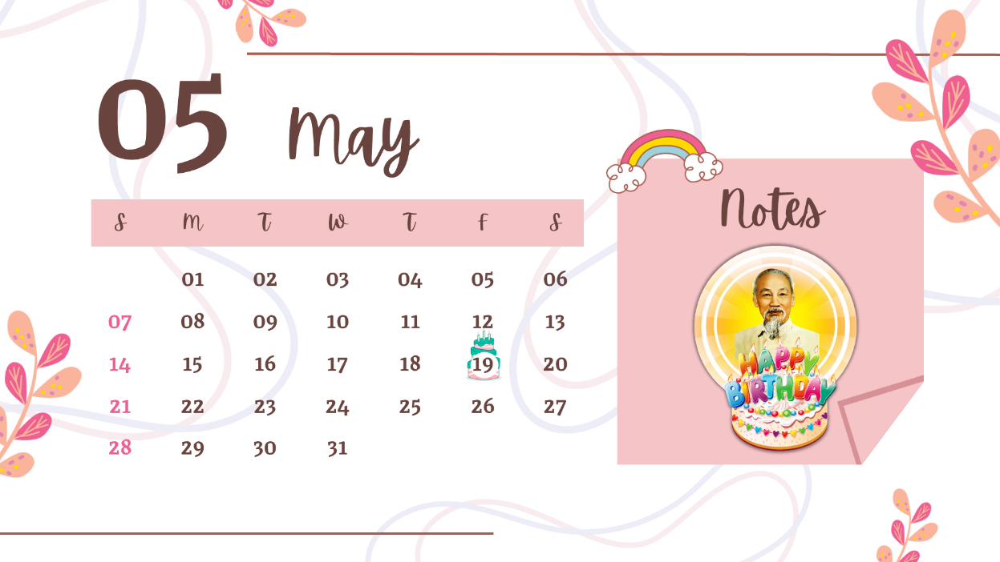 05 May
S M T W T F S
01 02 03 04 05 06
07 08 09 10 11 12 13
14 15 16 17 18 19 20
21 22 23 24 25 26 27
28 29 30 31
Notes
HAPPY
BIRTHDAY